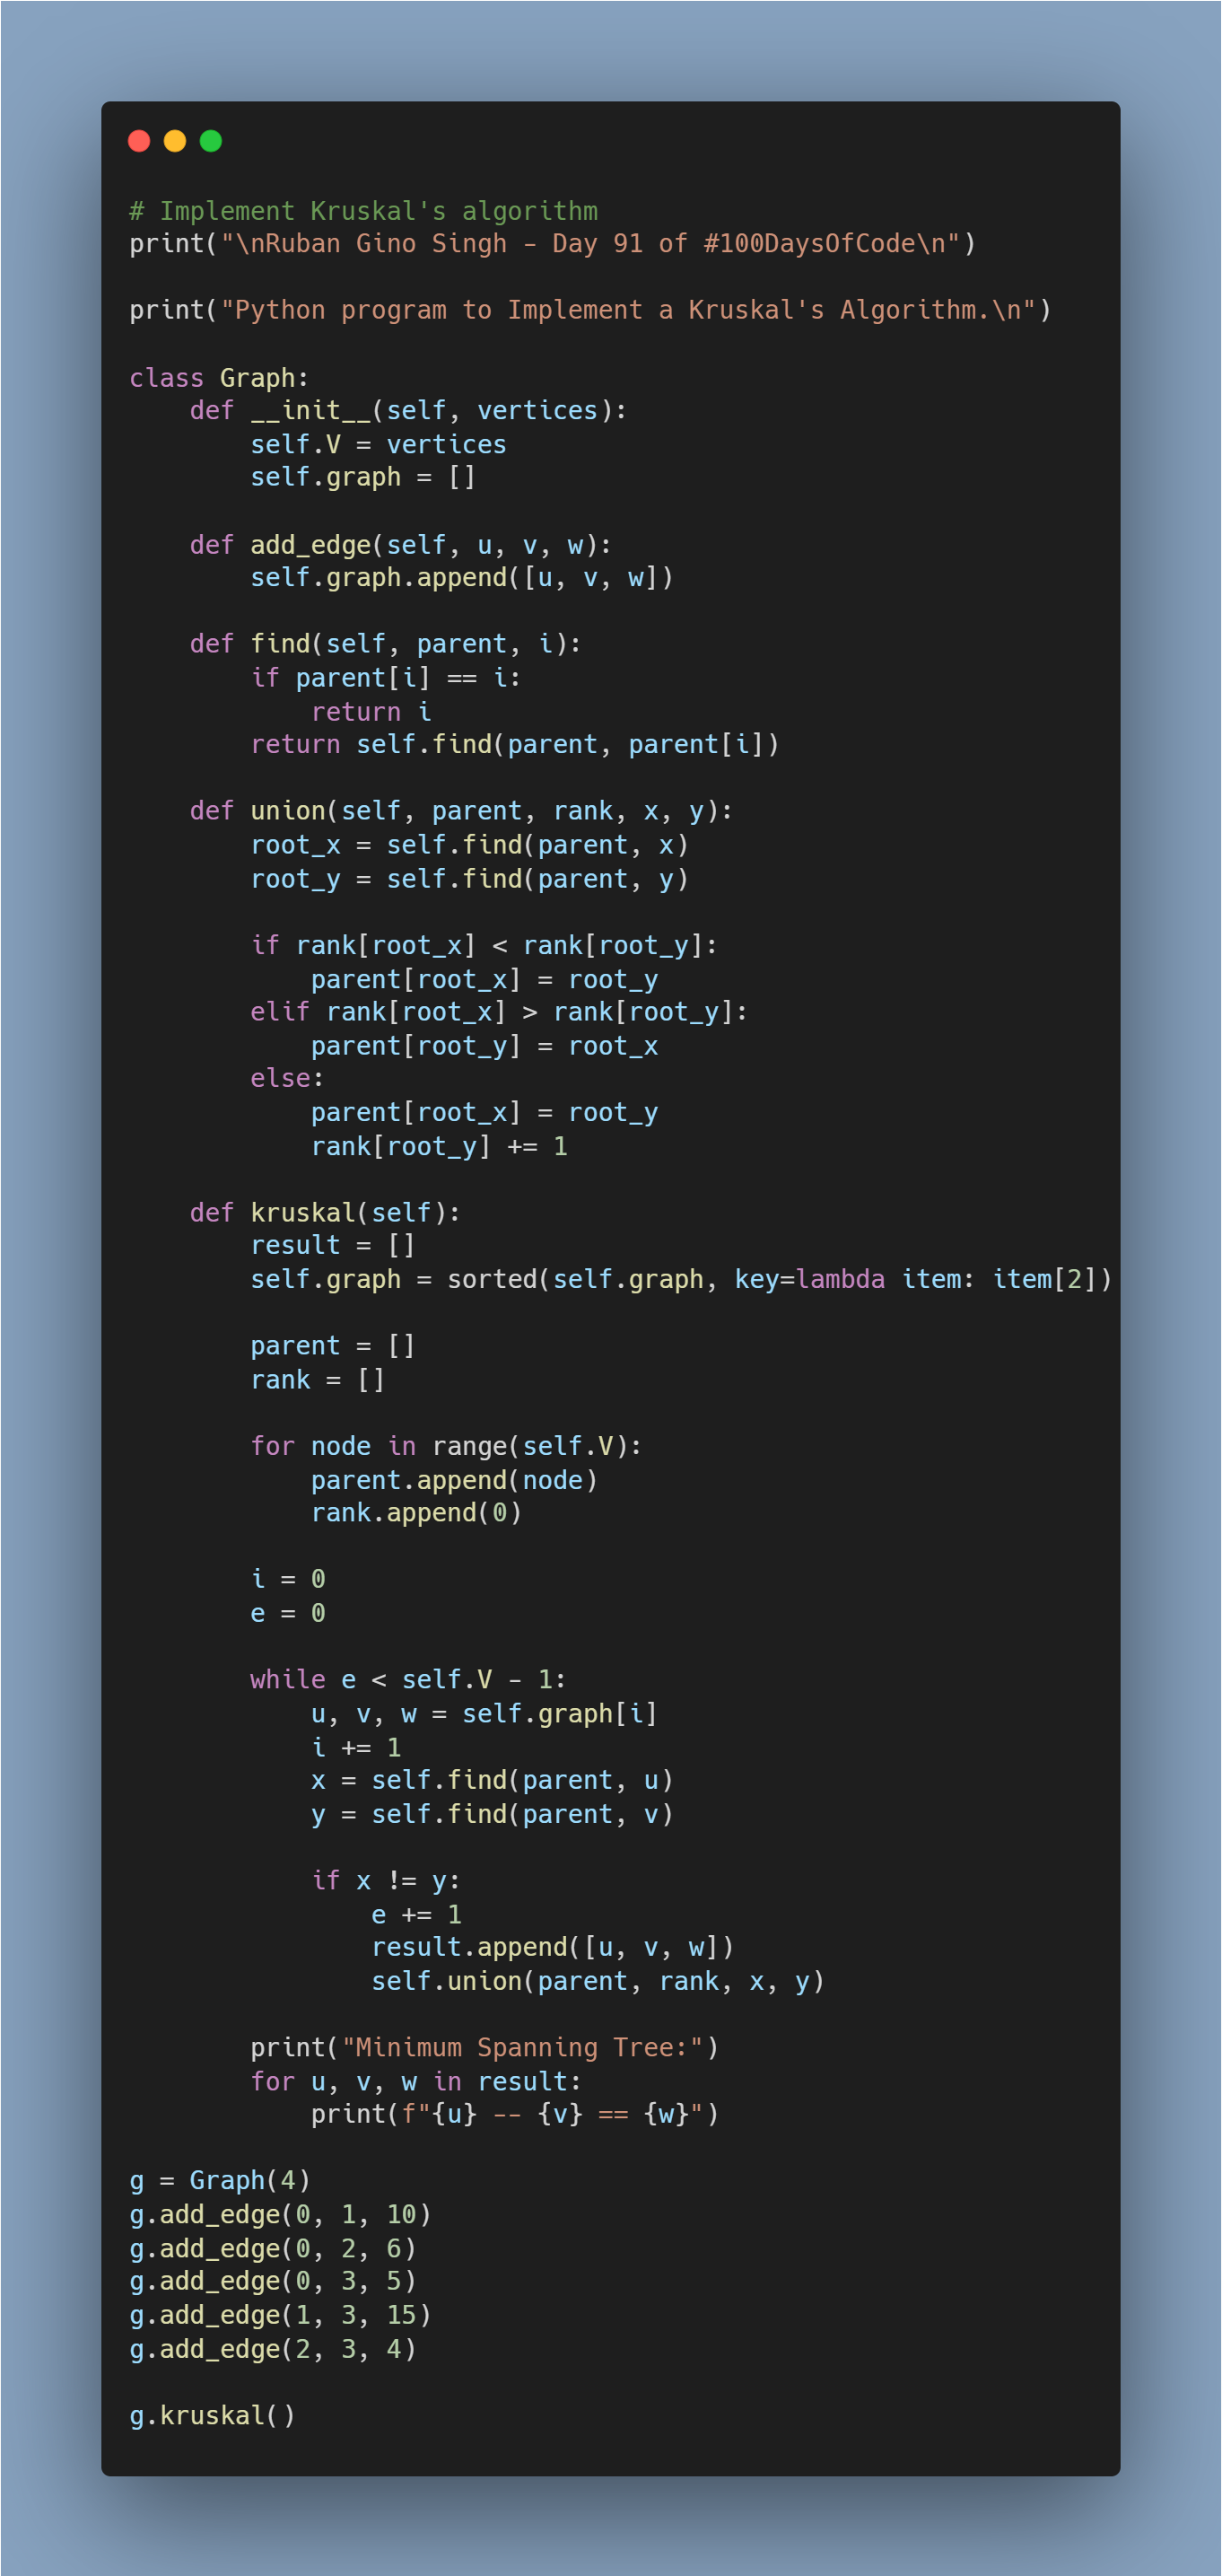 # Implement Kruskal's algorithm
print("\nRuban Gino Singh - Day 91 of #100DaysOfCode\n")

print("Python program to Implement a Kruskal's Algorithm.\n")

class Graph:
    def __init__(self, vertices):
        self.V = vertices
        self.graph = []

    def add_edge(self, u, v, w):
        self.graph.append([u, v, w])

    def find(self, parent, i):
        if parent[i] == i:
            return i
        return self.find(parent, parent[i])

    def union(self, parent, rank, x, y):
        root_x = self.find(parent, x)
        root_y = self.find(parent, y)

        if rank[root_x] < rank[root_y]:
            parent[root_x] = root_y
        elif rank[root_x] > rank[root_y]:
            parent[root_y] = root_x
        else:
            parent[root_x] = root_y
            rank[root_y] += 1

    def kruskal(self):
        result = []
        self.graph = sorted(self.graph, key=lambda item: item[2])

        parent = []
        rank = []

        for node in range(self.V):
            parent.append(node)
            rank.append(0)

        i = 0
        e = 0

        while e < self.V - 1:
            u, v, w = self.graph[i]
            i += 1
            x = self.find(parent, u)
            y = self.find(parent, v)

            if x != y:
                e += 1
                result.append([u, v, w])
                self.union(parent, rank, x, y)

        print("Minimum Spanning Tree:")
        for u, v, w in result:
            print(f"{u} -- {v} == {w}")

g = Graph(4)
g.add_edge(0, 1, 10)
g.add_edge(0, 2, 6)
g.add_edge(0, 3, 5)
g.add_edge(1, 3, 15)
g.add_edge(2, 3, 4)

g.kruskal()